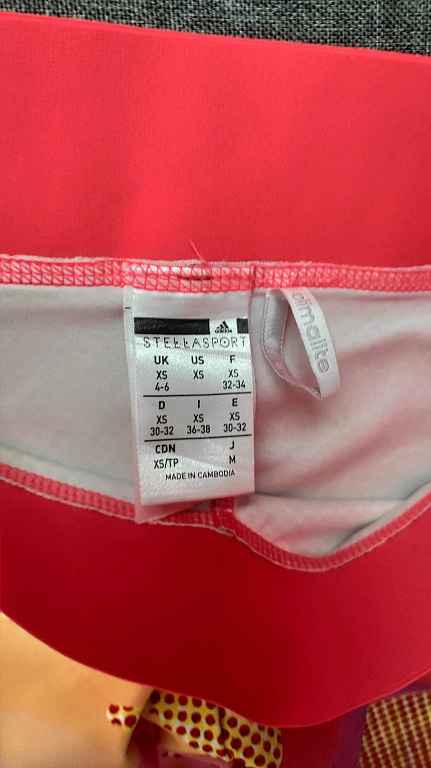 STEŁŁASPORT
UK US F
XS XS XS
4-6 32-34
D I E
XS XS XS
30-32 36-38 30-32
CDN J
XS/TP M
MADE IN CAMBODIA
climalite